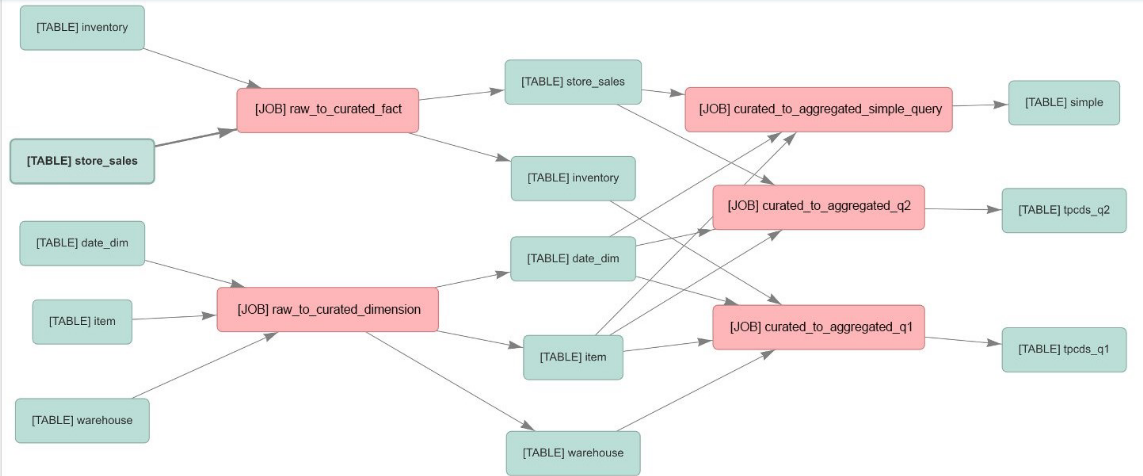 [TABLE] inventory
[TABLE] store_sales
[TABLE] date_dim
[TABLE] item
[TABLE] warehouse
[JOB] raw_to_curated_fact
[JOB] raw_to_curated_dimension
[TABLE] store_sales
[TABLE] inventory
[TABLE] date_dim
[TABLE] item
[TABLE] warehouse
[JOB] curated_to_aggregated_simple_query
[JOB] curated_to_aggregated_q2
[JOB] curated_to_aggregated_q1
[TABLE] simple
[TABLE] tpcds_q2
[TABLE] tpcds_q1